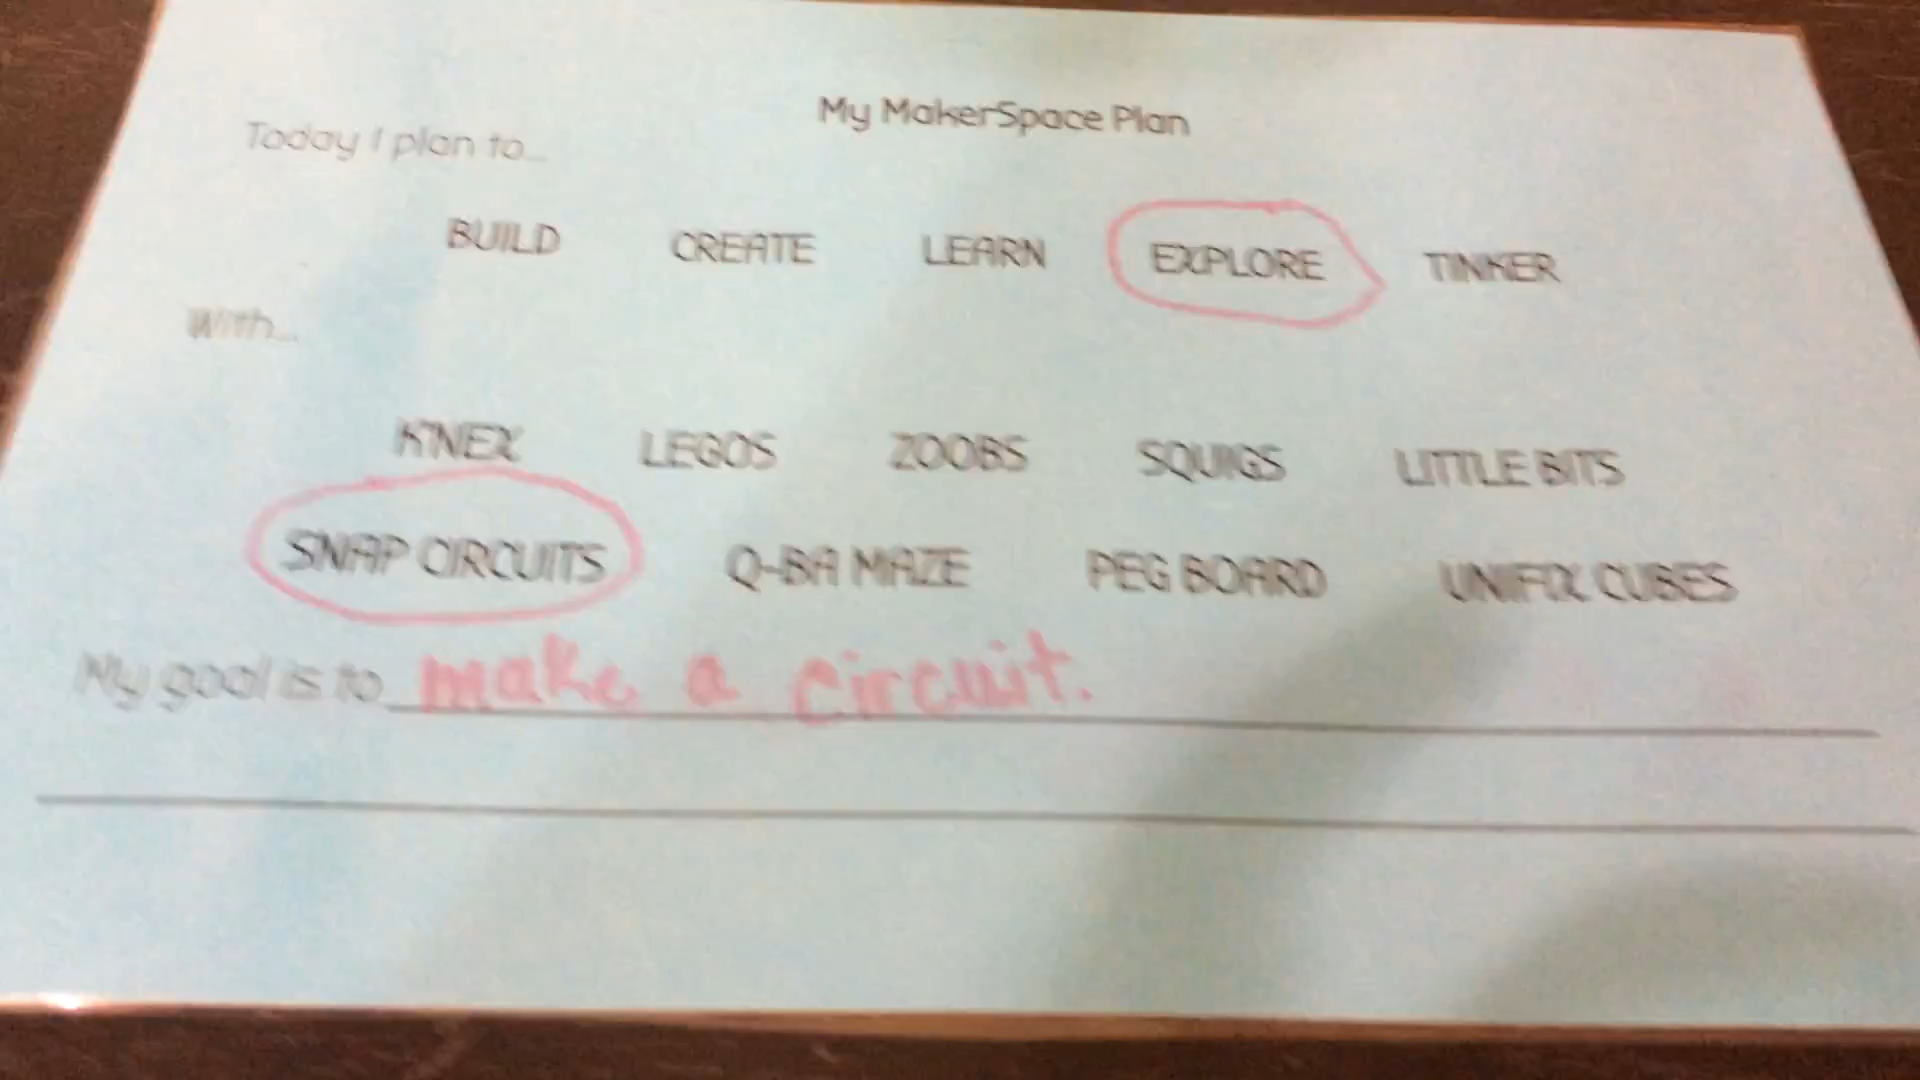 My MakerSpace Plan
Today I plan to...
BUILD CREATE LEARN EXPLORE TINKER
With...
K'NEX LEGOS ZOOBS SQUIGS LITTLE BITS
SNAP CIRCUITS Q-BA MAZE PEG BOARD UNIFIX CUBES
My goal is to make a circuit.